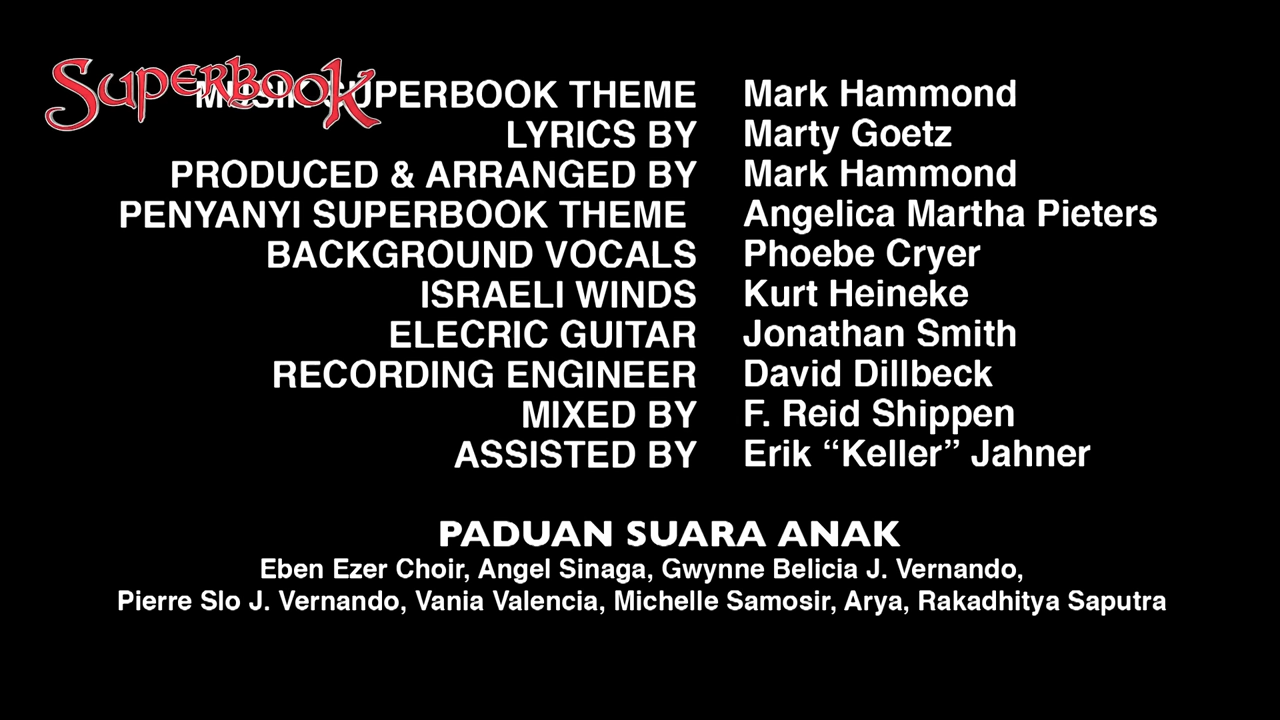 SUPERBOOK
MUSIK SUPERBOOK THEME Mark Hammond
LYRICS BY Marty Goetz
PRODUCED & ARRANGED BY Mark Hammond
PENYANYI SUPERBOOK THEME Angelica Martha Pieters
BACKGROUND VOCALS Phoebe Cryer
ISRAELI WINDS Kurt Heineke
ELECRIC GUITAR Jonathan Smith
RECORDING ENGINEER David Dillbeck
MIXED BY F. Reid Shippen
ASSISTED BY Erik “Keller” Jahner
PADUAN SUARA ANAK
Eben Ezer Choir, Angel Sinaga, Gwynne Belicia J. Vernando,
Pierre Slo J. Vernando, Vania Valencia, Michelle Samosir, Arya, Rakadhitya Saputra